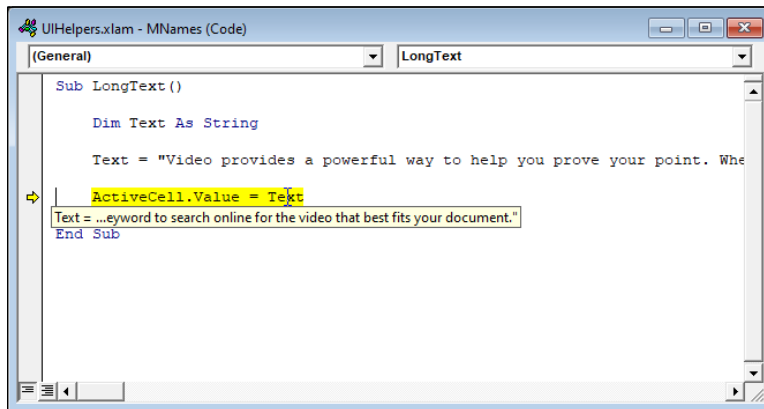 UIHelpers.xlam - MNames (Code)
(General) LongText
Sub LongText()
Dim Text As String
Text = "Video provides a powerful way to help you prove your point. Whe
ActiveCell.Value = Text
Text = ...eyword to search online for the video that best fits your document."
End Sub